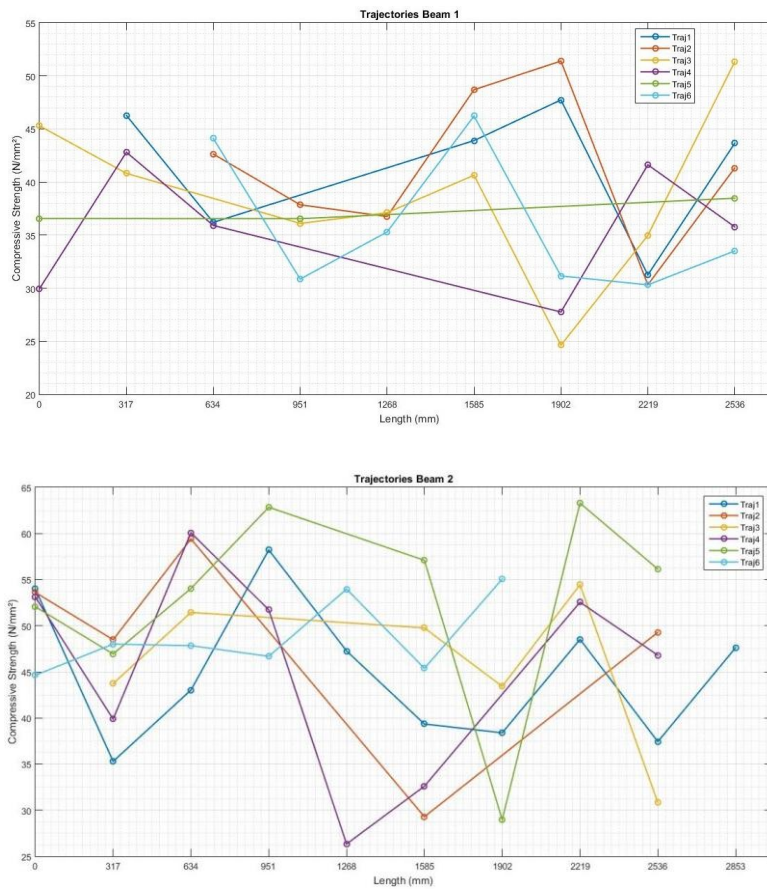 Trajectories Beam 1
55
50
45
40
35
30
25
20
Compressive Strength (N/mm²)
Traj1
Traj2
Traj3
Traj4
Traj5
Traj6
0 317 634 951 1268 1585 1902 2219 2536
Length (mm)
Trajectories Beam 2
65
60
55
50
45
40
35
30
25
Compressive Strength (N/mm²)
Traj1
Traj2
Traj3
Traj4
Traj5
Traj6
0 317 634 951 1268 1585 1902 2219 2536 2853
Length (mm)